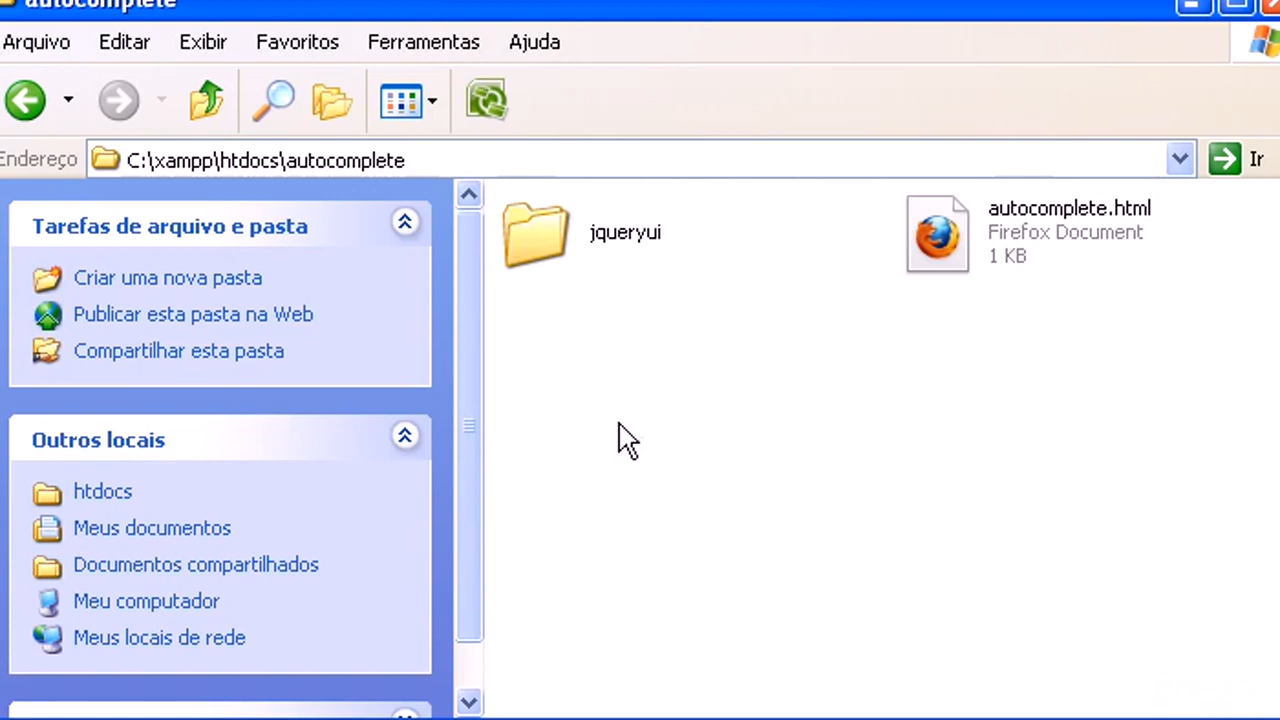 autocomplete
Arquivo Editar Exibir Favoritos Ferramentas Ajuda
Endereço C:\xampp\htdocs\autocomplete Ir
Tarefas de arquivo e pasta
Criar uma nova pasta
Publicar esta pasta na Web
Compartilhar esta pasta
Outros locais
htdocs
Meus documentos
Documentos compartilhados
Meu computador
Meus locais de rede
jqueryui
autocomplete.html
Firefox Document
1 KB